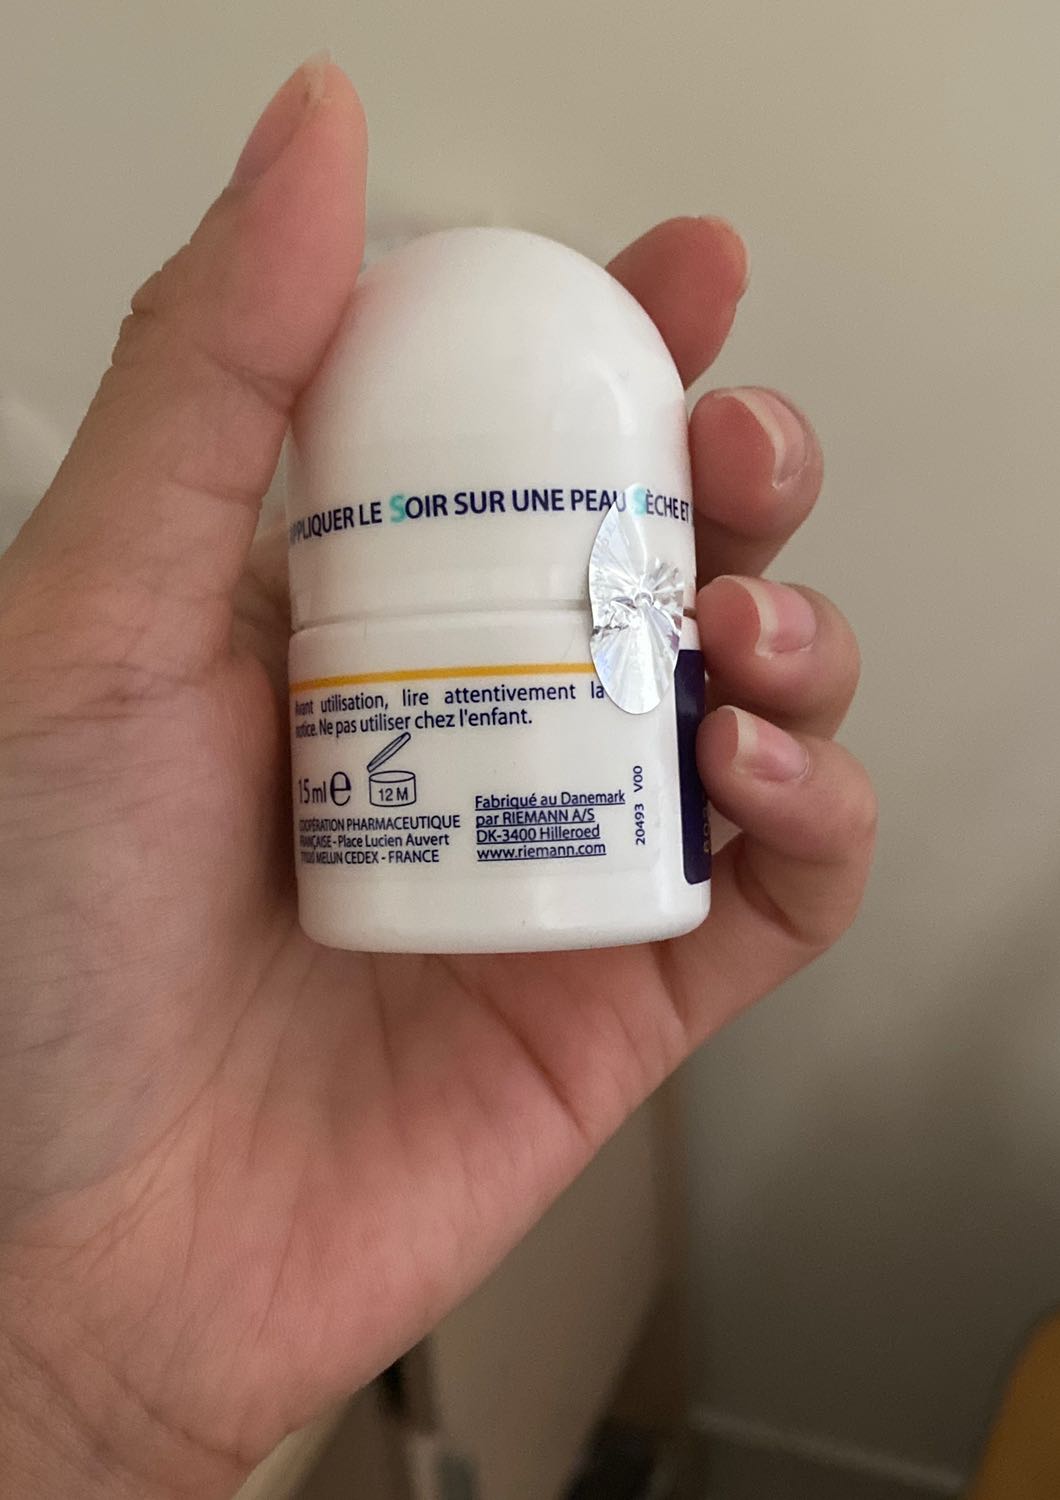 APPLIQUER LE SOIR SUR UNE PEAU SÈCHE ET
Avant utilisation, lire attentivement la
notice. Ne pas utiliser chez l'enfant.
15 ml e
12 M
COOPÉRATION PHARMACEUTIQUE
FRANÇAISE - Place Lucien Auvert
MELUN CEDEX - FRANCE
Fabriqué au Danemark
par RIEMANN A/S
DK-3400 Hilleroed
www.riemann.com
20493 V00